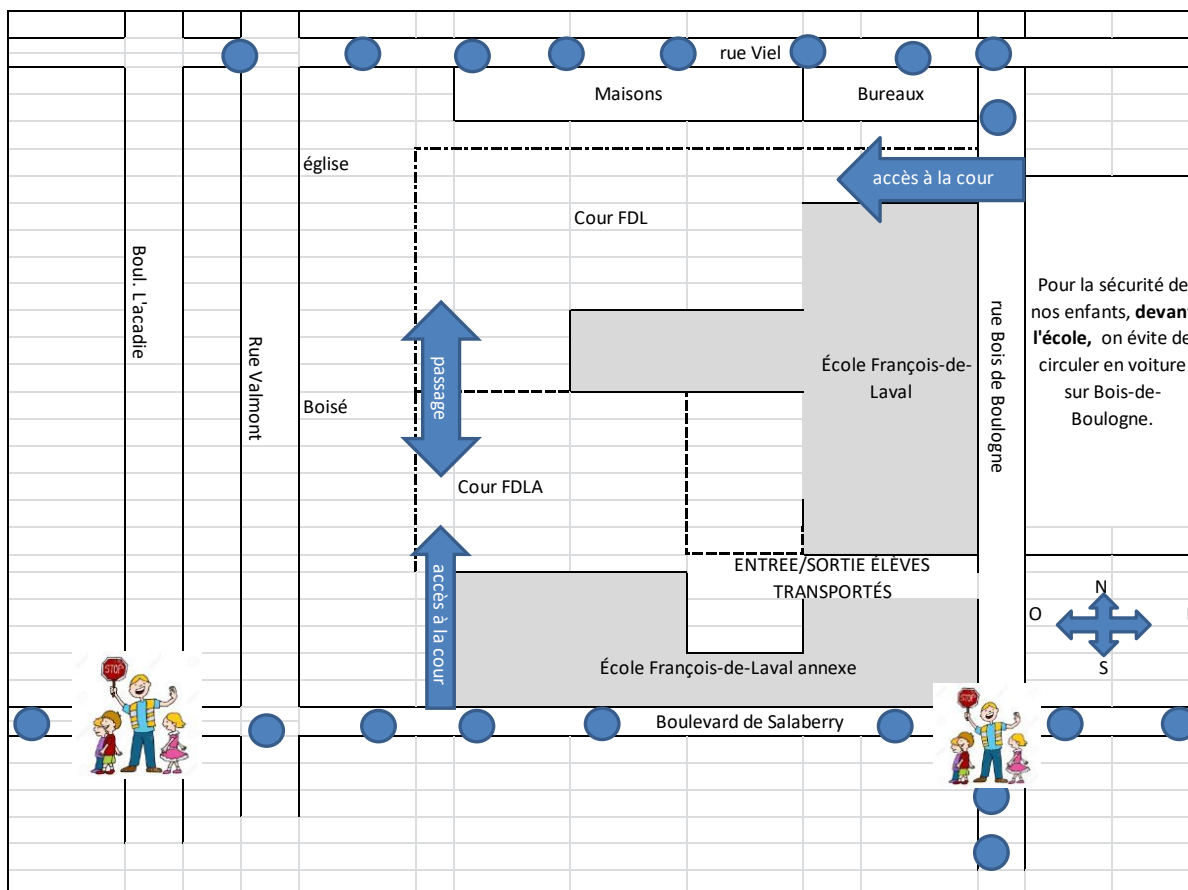 rue Viel
Maisons
Bureaux
église
accès à la cour
Cour FDL
Boul. L'acadie
Rue Valmont
passage
École François-de-
Laval
rue Bois de Boulogne
Pour la sécurité de
nos enfants, devant
l'école, on évite de
circuler en voiture
sur Bois-de-
Boulogne.
Boisé
Cour FDLA
accès à la cour
ENTREE/SORTIE ÉLÈVES
TRANSPORTÉS
N
O
S
École François-de-Laval annexe
STOP
STOP
Boulevard de Salaberry